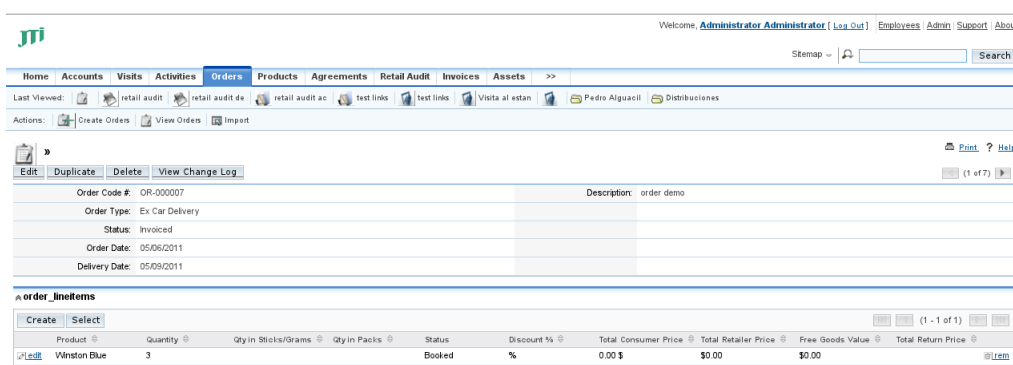 Welcome, Administrator Administrator [ Log Out ] Employees | Admin | Support | Abou
JTi
Sitemap Search
Home Accounts Visits Activities Orders Products Agreements Retail Audit Invoices Assets >>
Last Viewed: retail audit retail audit de retail audit ac test links test links Visita al estan Pedro Alguacil Distribuciones
Actions: Create Orders View Orders Import
» Print ? Help
Edit Duplicate Delete View Change Log (1 of 7)
Order Code #: OR-000007 Description: order demo
Order Type: Ex Car Delivery
Status: Invoiced
Order Date: 05/06/2011
Delivery Date: 05/09/2011
order_lineitems
Create Select (1 - 1 of 1)
Product Quantity Qty in Sticks/Grams Qty in Packs Status Discount % Total Consumer Price Total Retailer Price Free Goods Value Total Return Price
edit Winston Blue 3 Booked % 0.00 $ $0.00 $0.00 rem